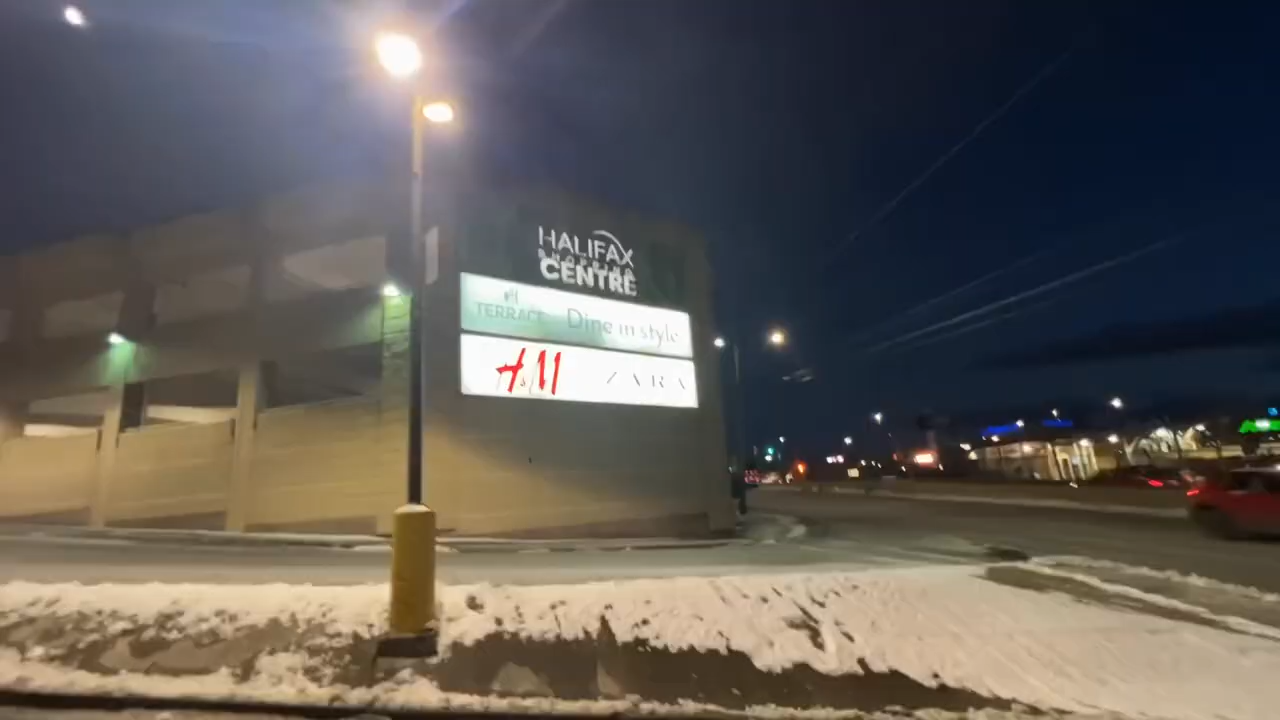 HALIFAX
SHOPPING
CENTRE
TERRACE Dine in style
H&M ZARA